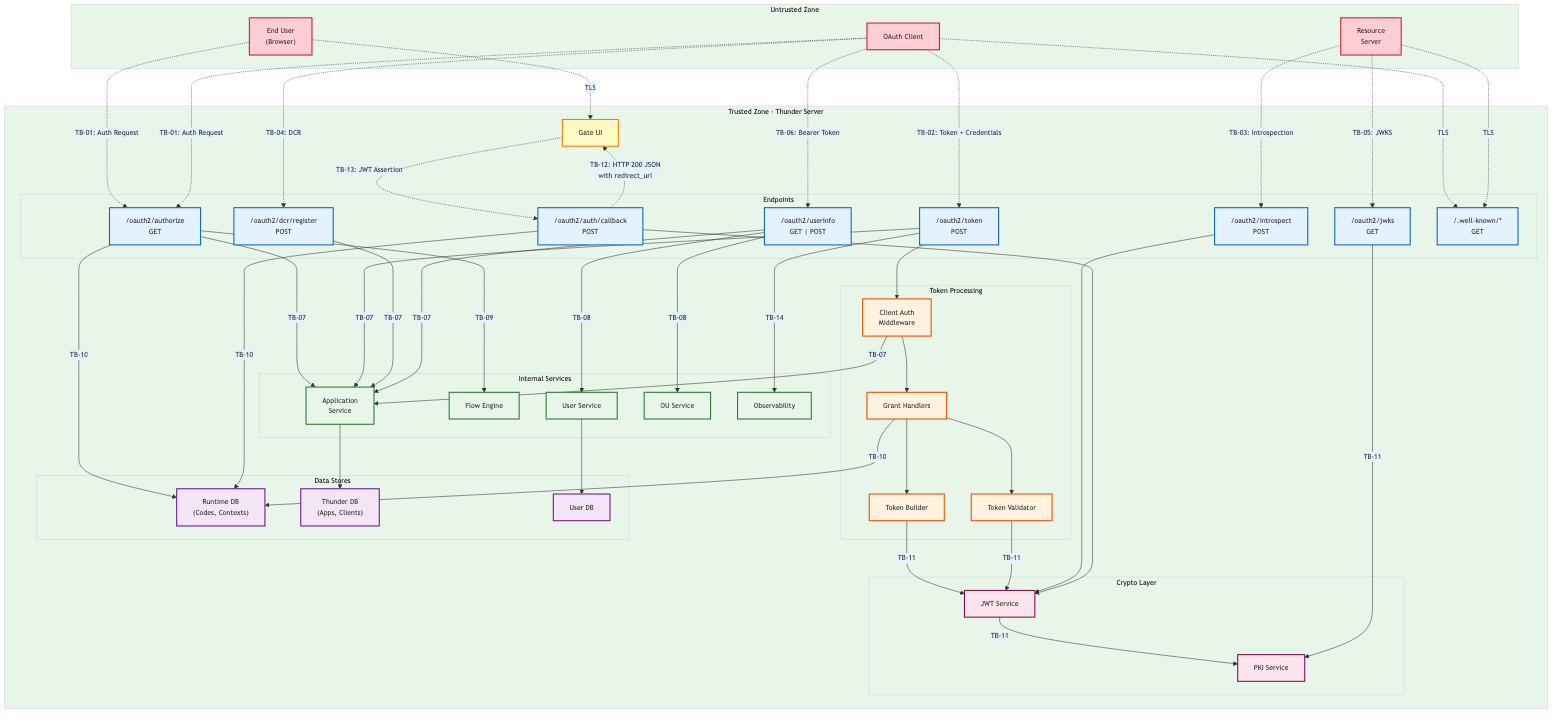 Untrusted Zone
End User
(Browser)
OAuth Client
Resource
Server
TLS
Trusted Zone - Thunder Server
TB-01: Auth Request
TB-01: Auth Request
TB-04: DCR
Gate UI
TB-06: Bearer Token
TB-02: Token + Credentials
TB-03: Introspection
TB-05: JWKS
TLS
TLS
TB-13: JWT Assertion
TB-12: HTTP 200 JSON
with redirect_uri
Endpoints
/oauth2/authorize
GET
/oauth2/dcr/register
POST
/oauth2/auth/callback
POST
/oauth2/userinfo
GET | POST
/oauth2/token
POST
/oauth2/introspect
POST
/oauth2/jwks
GET
/.well-known/*
GET
Token Processing
Client Auth
Middleware
TB-07
TB-07
TB-07
TB-07
TB-09
TB-08
TB-08
TB-14
TB-10
TB-10
TB-07
Internal Services
Application
Service
Flow Engine
User Service
OU Service
Observability
Grant Handlers
TB-10
TB-11
Data Stores
Runtime DB
(Codes, Contexts)
Thunder DB
(Apps, Clients)
User DB
Token Builder
Token Validator
TB-11
TB-11
Crypto Layer
JWT Service
TB-11
PKI Service